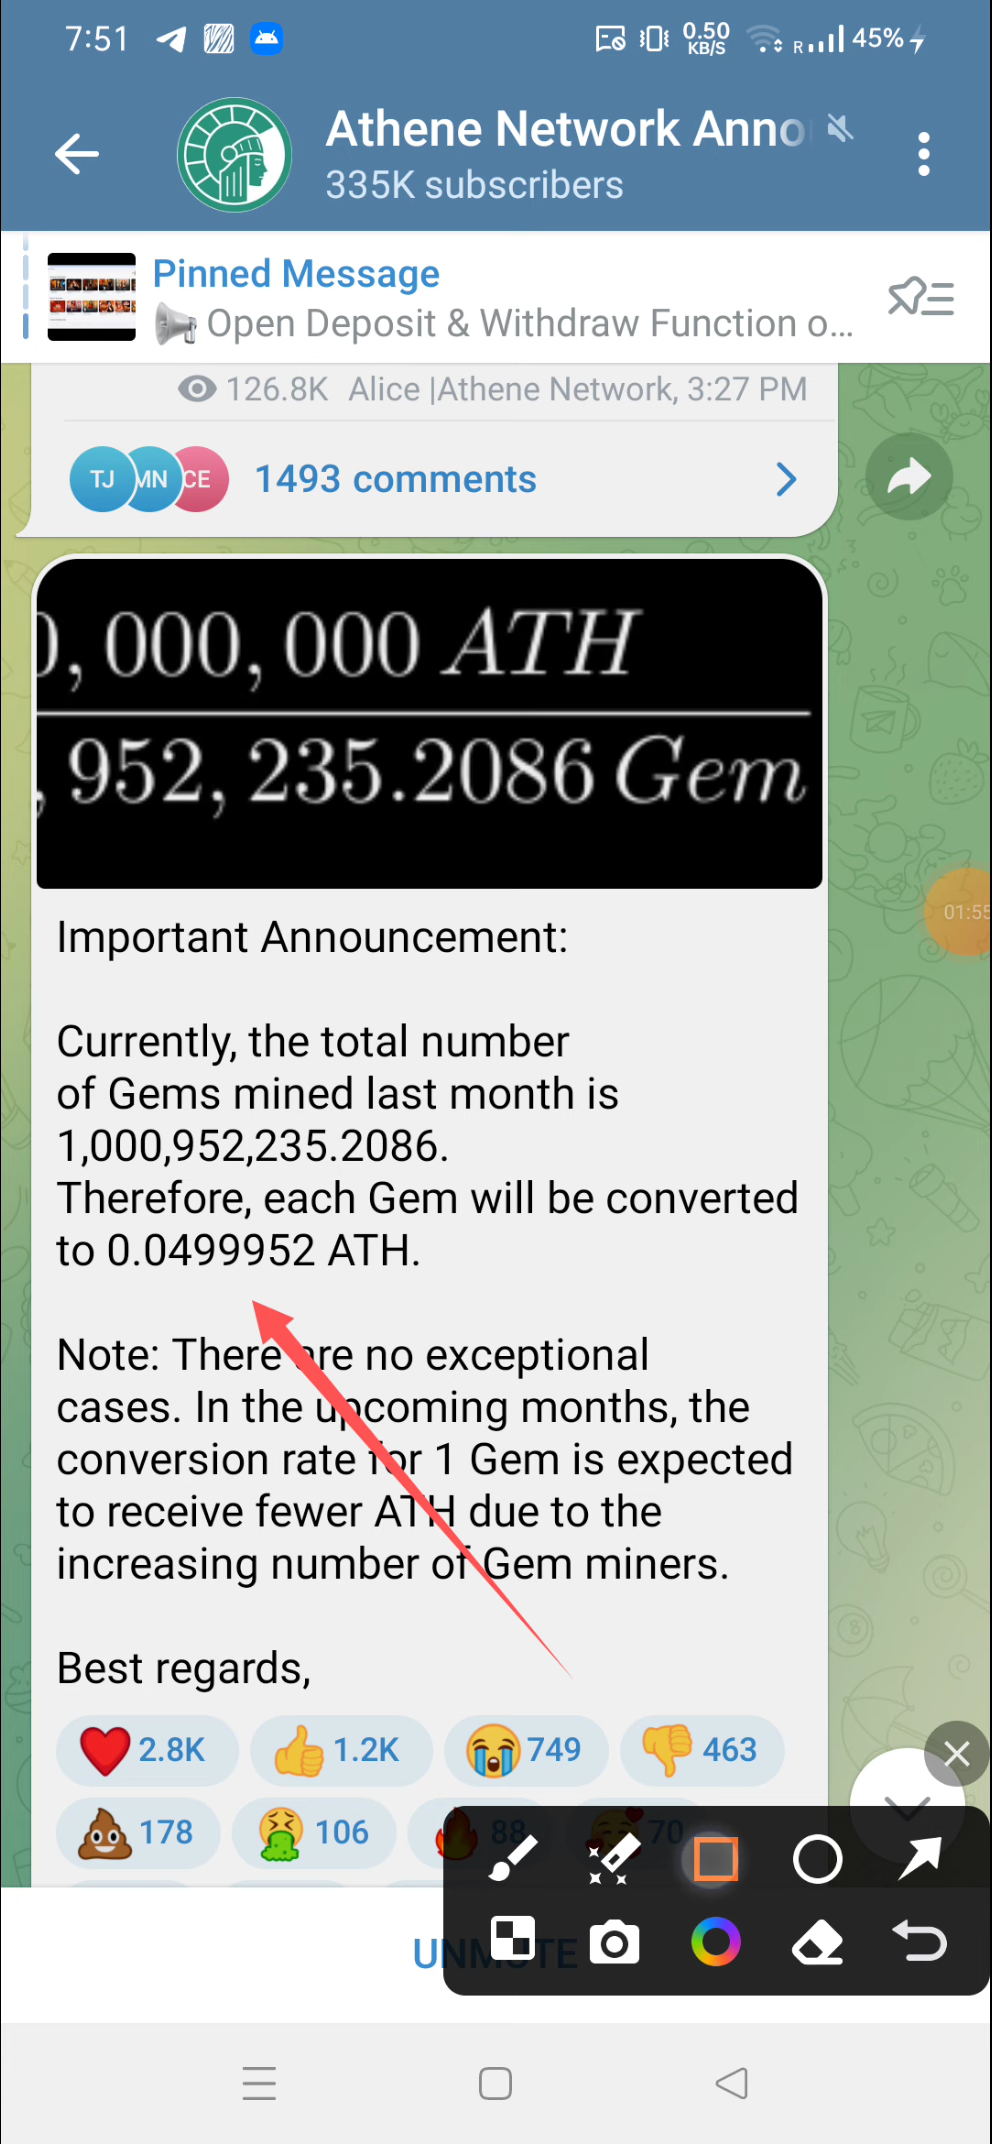 7:51
0.50
KB/S
R
45%
Athene Network Anno
335K subscribers
Pinned Message
Open Deposit & Withdraw Function o...
126.8K Alice |Athene Network, 3:27 PM
TJ MN CE 1493 comments
0,000,000 ATH
,952,235.2086 Gem
01:55
Important Announcement:
Currently, the total number
of Gems mined last month is
1,000,952,235.2086.
Therefore, each Gem will be converted
to 0.0499952 ATH.
Note: There are no exceptional
cases. In the upcoming months, the
conversion rate for 1 Gem is expected
to receive fewer ATH due to the
increasing number of Gem miners.
Best regards,
2.8K 1.2K 749 463
178 106 88 70
UNMUTE